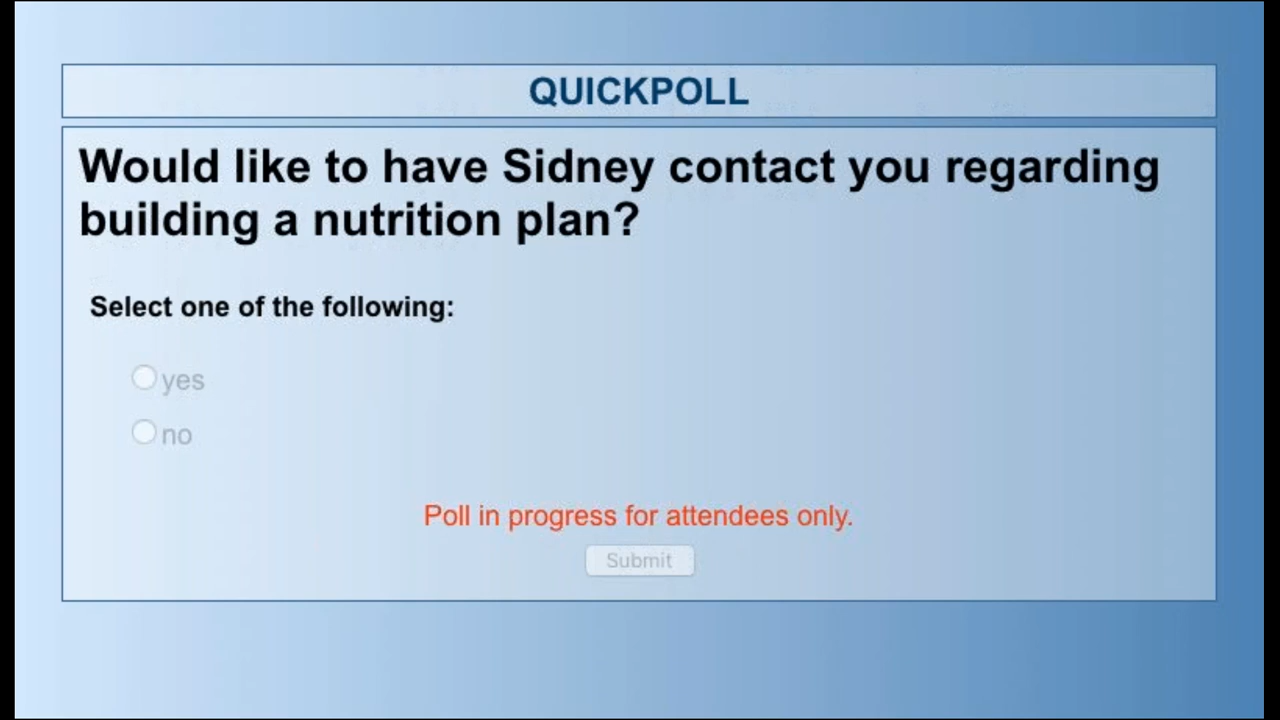 QUICKPOLL
Would like to have Sidney contact you regarding
building a nutrition plan?
Select one of the following:
yes
no
Poll in progress for attendees only.
Submit